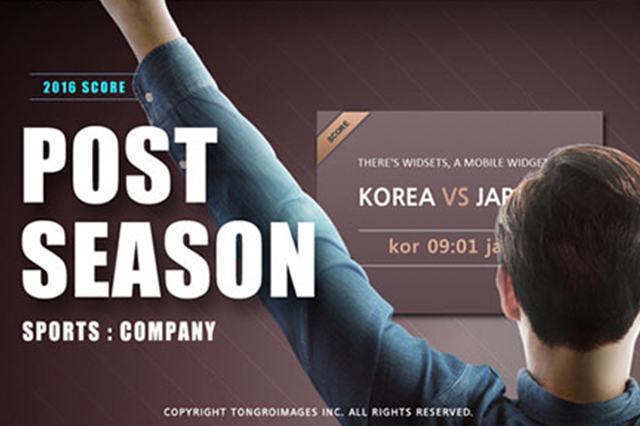 2016 SCORE
POST
SEASON
SPORTS : COMPANY
SCORE
THERE'S WIDSETS, A MOBILE WIDGET
KOREA VS JAP
kor 09:01 ja
COPYRIGHT TONGROIMAGES INC. ALL RIGHTS RESERVED.